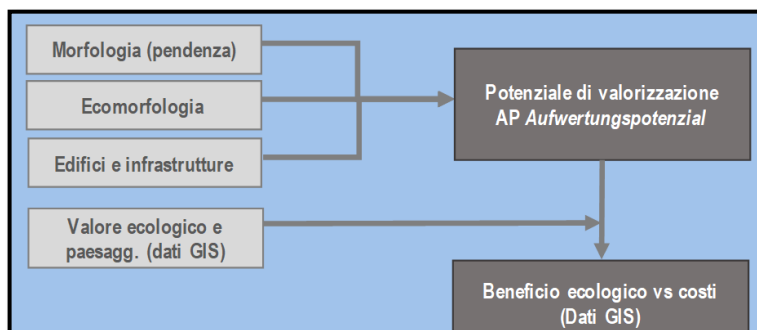 Morfologia (pendenza)
Ecomorfologia
Edifici e infrastrutture
Valore ecologico e
paesagg. (dati GIS)
Potenziale di valorizzazione
AP Aufwertungspotenzial
Beneficio ecologico vs costi
(Dati GIS)